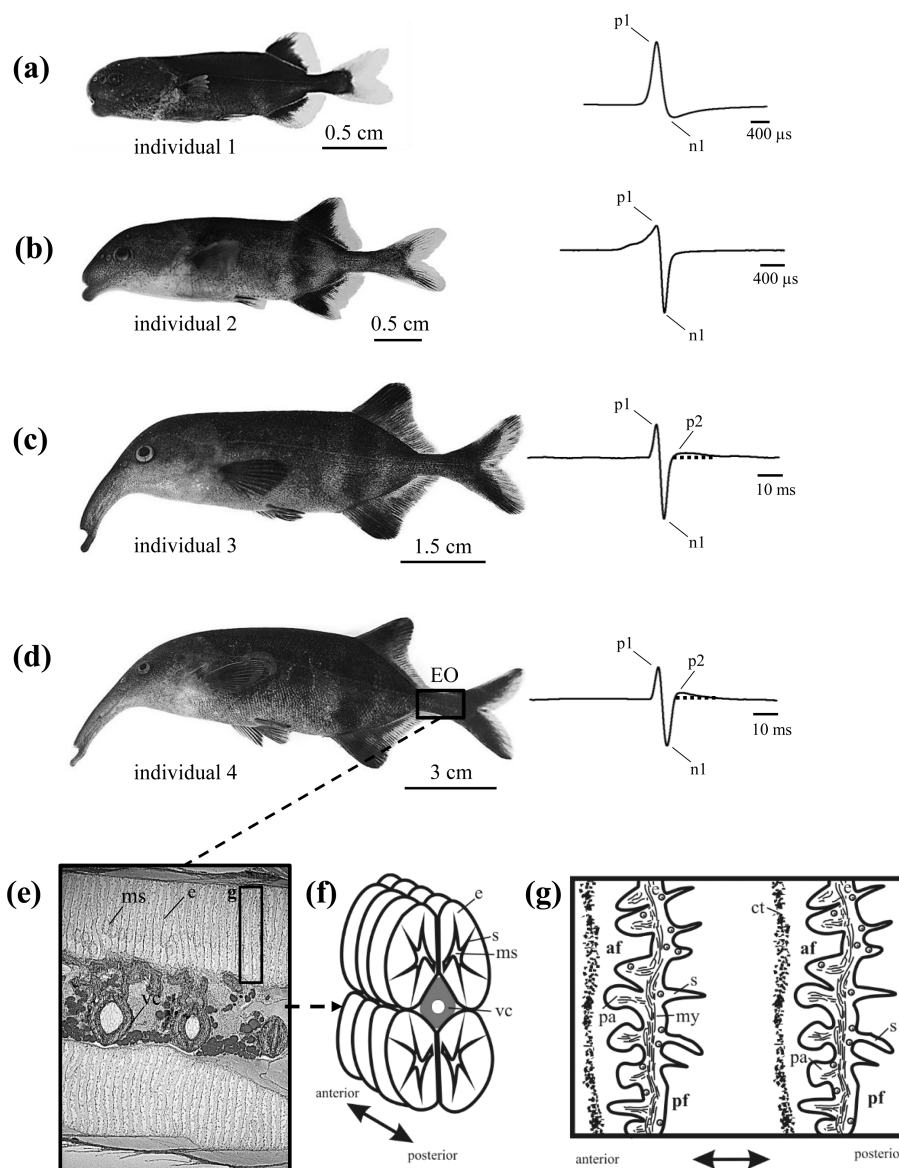 (a)
individual 1
0.5 cm
p1
n1
400 µs
(b)
individual 2
0.5 cm
p1
n1
400 µs
(c)
individual 3
1.5 cm
p1
p2
n1
10 ms
(d)
EO
individual 4
3 cm
p1
p2
n1
10 ms
(e)
ms
e
g
vc
(f)
e
s
ms
vc
anterior
posterior
(g)
e
e
ct
af
af
s
pa
my
s
pa
pf
pf
anterior
posterior